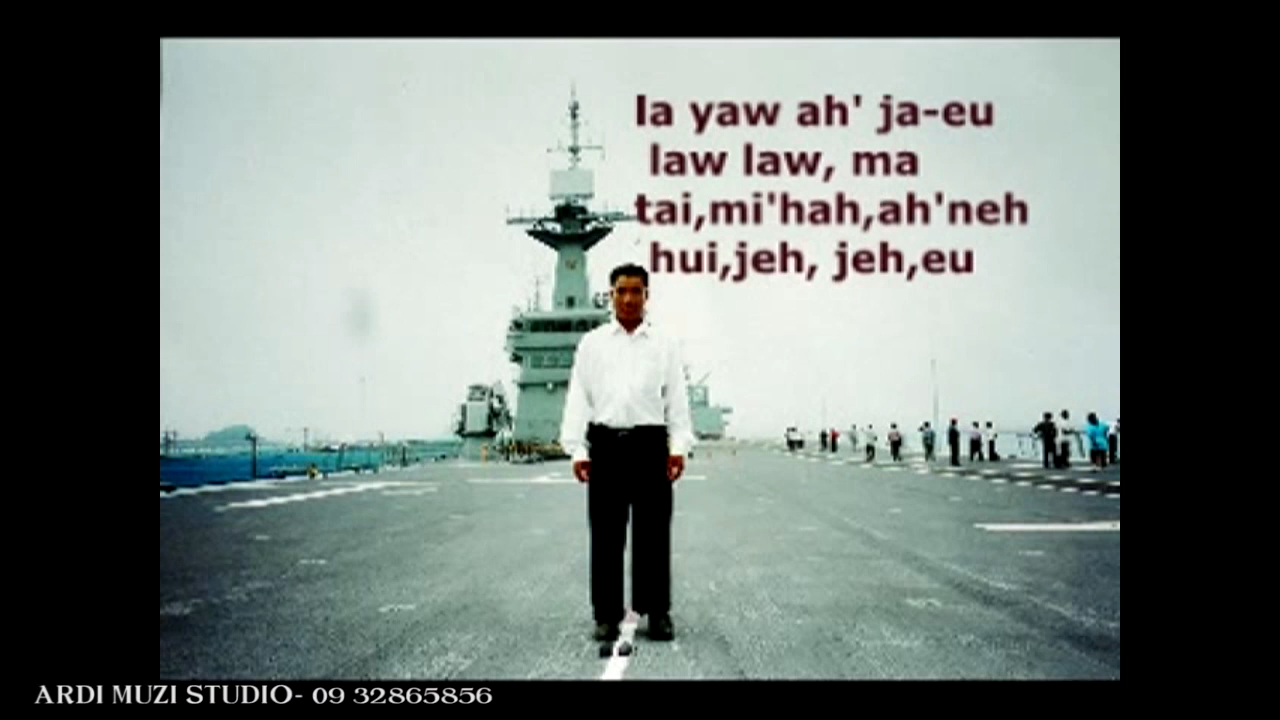 la yaw ah' ja-eu
law law, ma
tai,mi'hah,ah'neh
hui,jeh, jeh,eu
ARDI MUZI STUDIO- 09 32865856